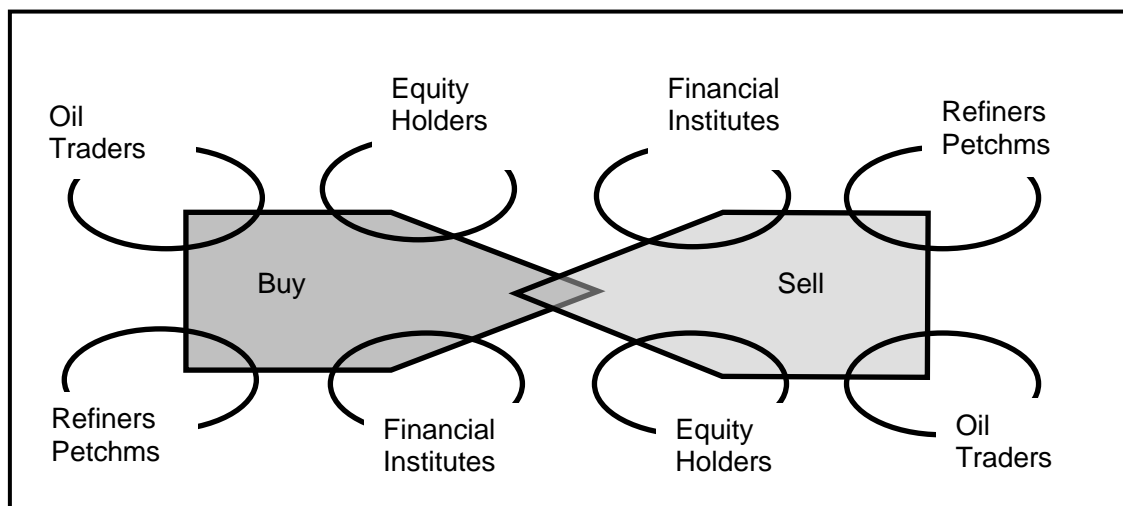 Oil
Traders
Equity
Holders
Financial
Institutes
Refiners
Petchms
Buy
Sell
Refiners
Petchms
Financial
Institutes
Equity
Holders
Oil
Traders